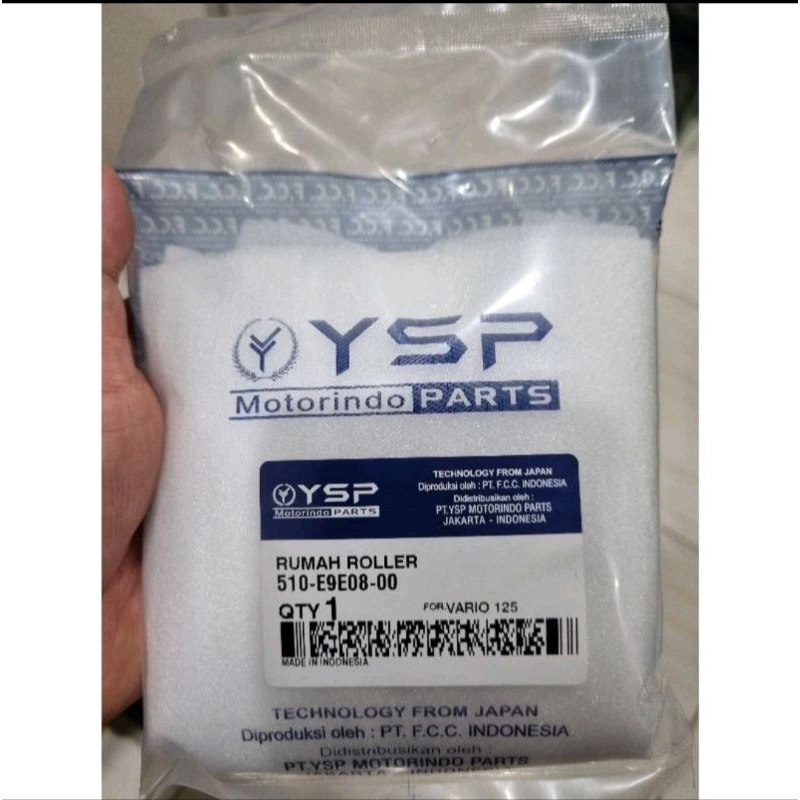 YSP
Motorindo PARTS
YSP
Motorindo PARTS
TECHNOLOGY FROM JAPAN
Diproduksi oleh : PT. F.C.C. INDONESIA
Didistribusikan oleh :
PT.YSP MOTORINDO PARTS
JAKARTA - INDONESIA
RUMAH ROLLER
510-E9E08-00
QTY 1 FOR.VARIO 125
MADE IN INDONESIA
TECHNOLOGY FROM JAPAN
Diproduksi oleh : PT. F.C.C. INDONESIA
Didistribusikan oleh :
PT.YSP MOTORINDO PARTS